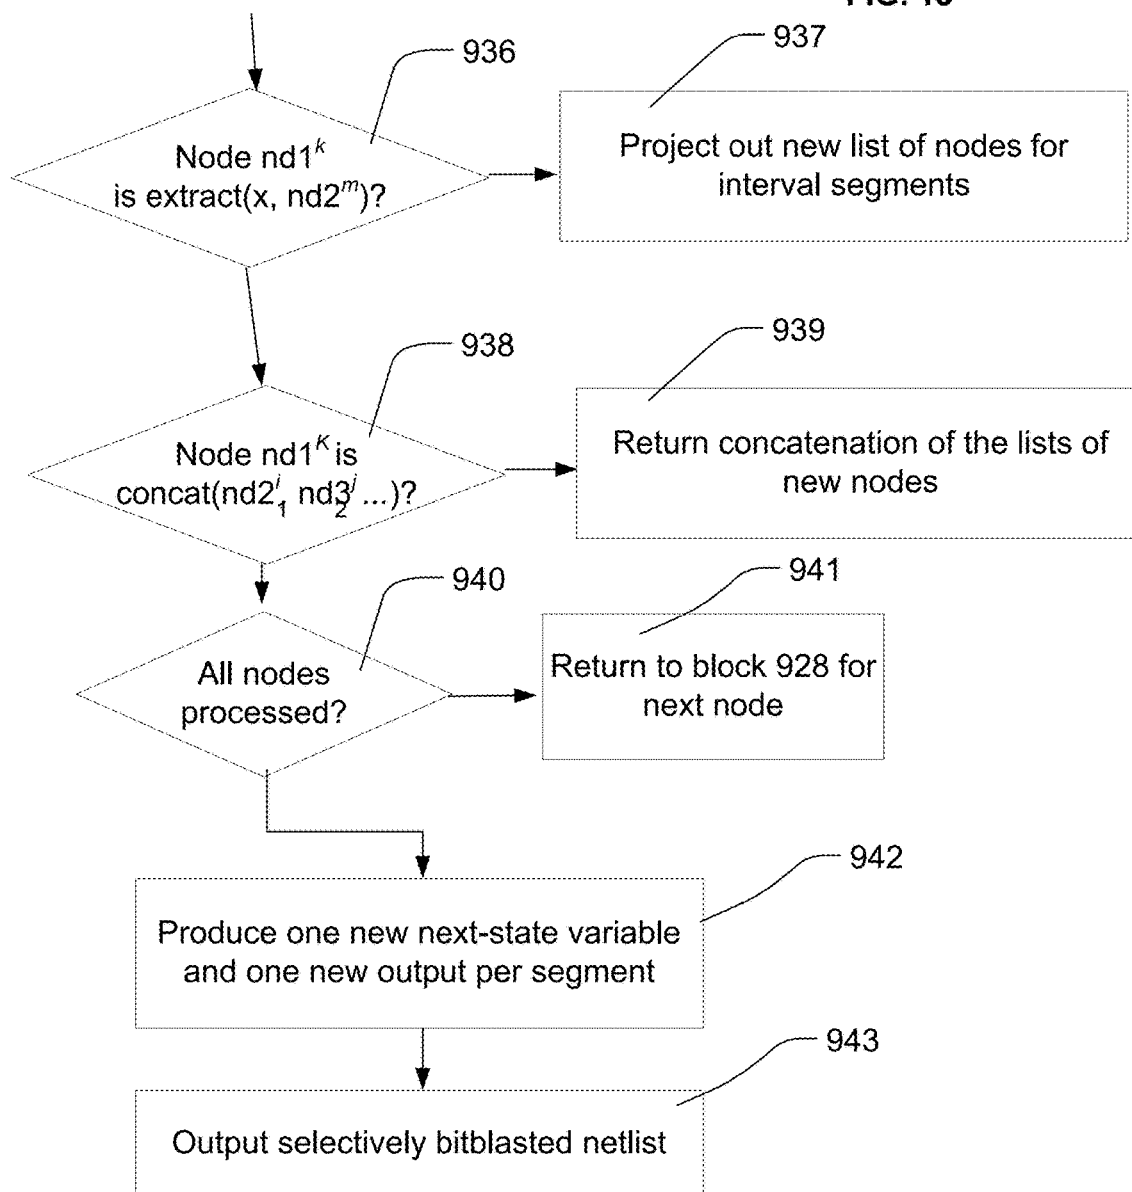 FIG. 10
936
937
Node nd1^k
is extract(x, nd2^m)?
Project out new list of nodes for
interval segments
938
939
Node nd1^K is
concat(nd2^i_1, nd3^j_2 ...)?
Return concatenation of the lists of
new nodes
940
941
All nodes
processed?
Return to block 928 for
next node
942
Produce one new next-state variable
and one new output per segment
943
Output selectively bitblasted netlist